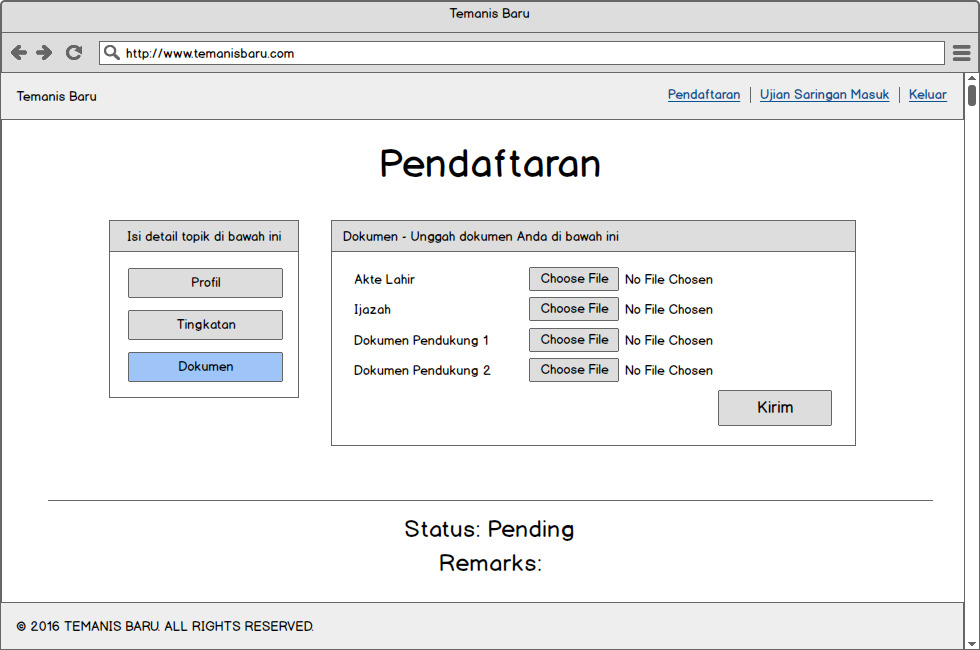 Temanis Baru
http://www.temanisbaru.com
Temanis Baru
Pendaftaran | Ujian Saringan Masuk | Keluar
Pendaftaran
Isi detail topik di bawah ini
Profil
Tingkatan
Dokumen
Dokumen - Unggah dokumen Anda di bawah ini
Akte Lahir Choose File No File Chosen
Ijazah Choose File No File Chosen
Dokumen Pendukung 1 Choose File No File Chosen
Dokumen Pendukung 2 Choose File No File Chosen
Kirim
Status: Pending
Remarks:
© 2016 TEMANIS BARU. ALL RIGHTS RESERVED.